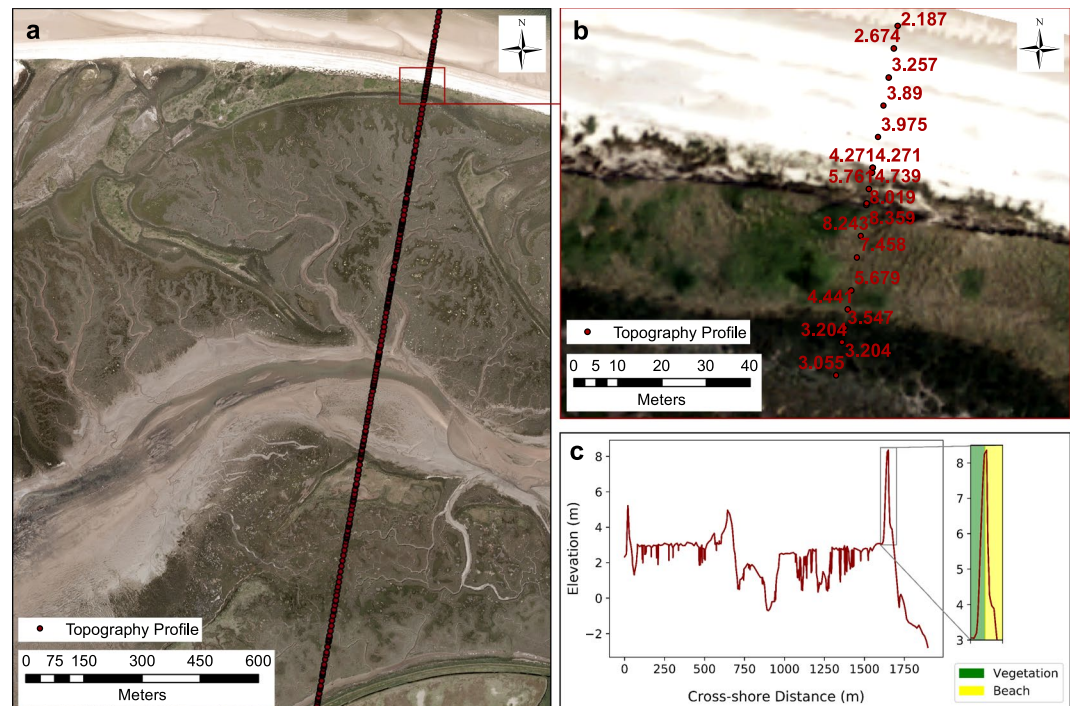 a
N
Topography Profile
0 75 150 300 450 600
Meters
b
N
2.187
2.674
3.257
3.89
3.975
4.2714.271
5.7614.739
8.019
8.359
8.243
7.458
5.679
4.441
3.547
3.204
3.204
3.055
Topography Profile
0 5 10 20 30 40
Meters
c
Elevation (m)
8
6
4
2
0
−2
0 250 500 750 1000 1250 1500 1750
Cross-shore Distance (m)
8
7
6
5
4
3
Vegetation
Beach